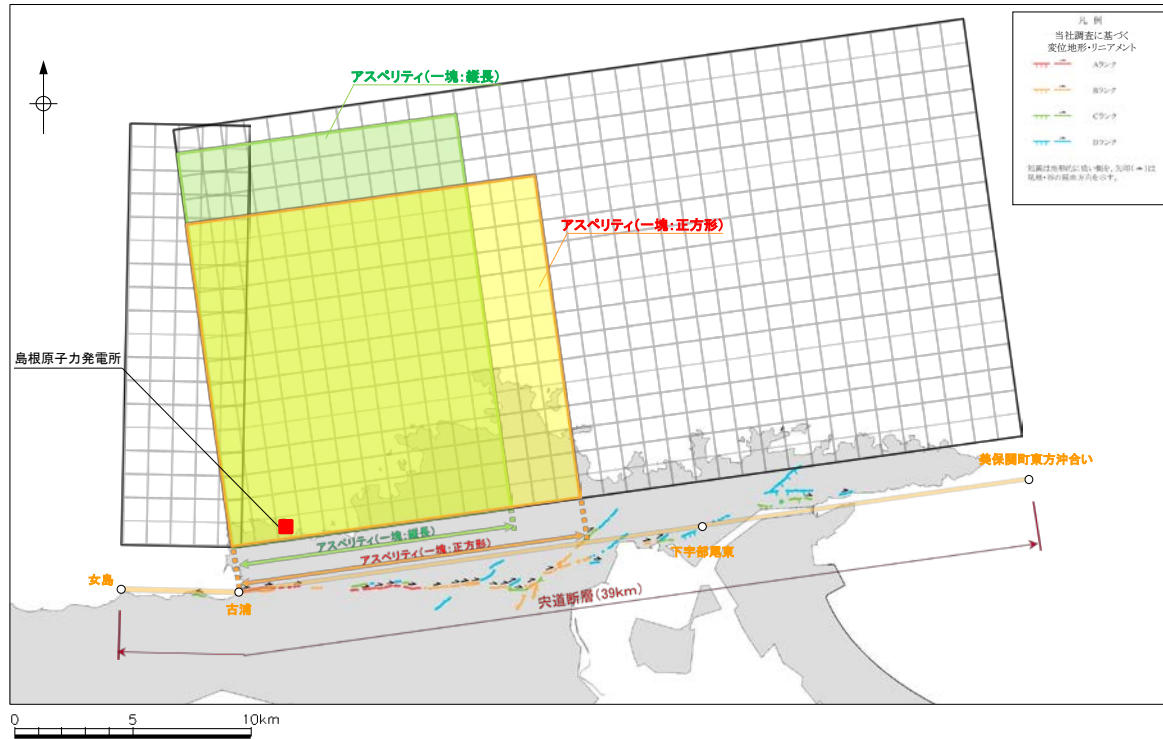 凡 例
当社調査に基づく
変位地形・リニアメント
Aランク
Bランク
Cランク
Dランク
アスペリティ(一塊:縦長)
アスペリティ(一塊:正方形)
島根原子力発電所
美保関町東方沖合い
アスペリティ(一塊:縦長)
アスペリティ(一塊:正方形)
下宇部尾東
女島
古浦
宍道断層(39km)
0 5 10km